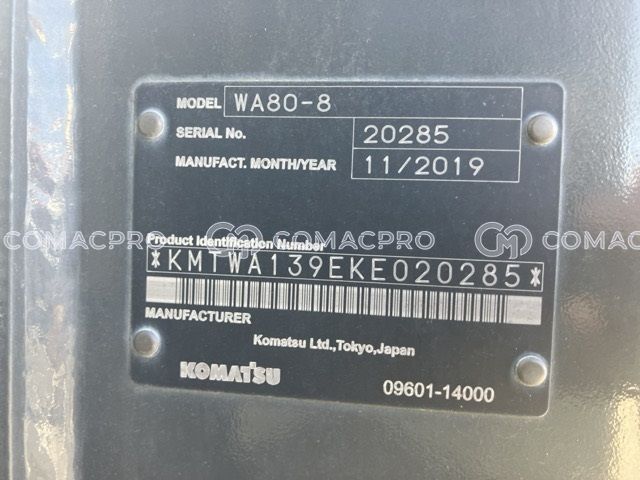 MODEL WA80-8
SERIAL No. 20285
MANUFACT. MONTH/YEAR 11/2019
COMACPRO COMACPRO COMACPRO
Product Identification Number
*KMTWA139EKE020285*
MANUFACTURER
Komatsu Ltd.,Tokyo,Japan
KOMATSU
09601-14000